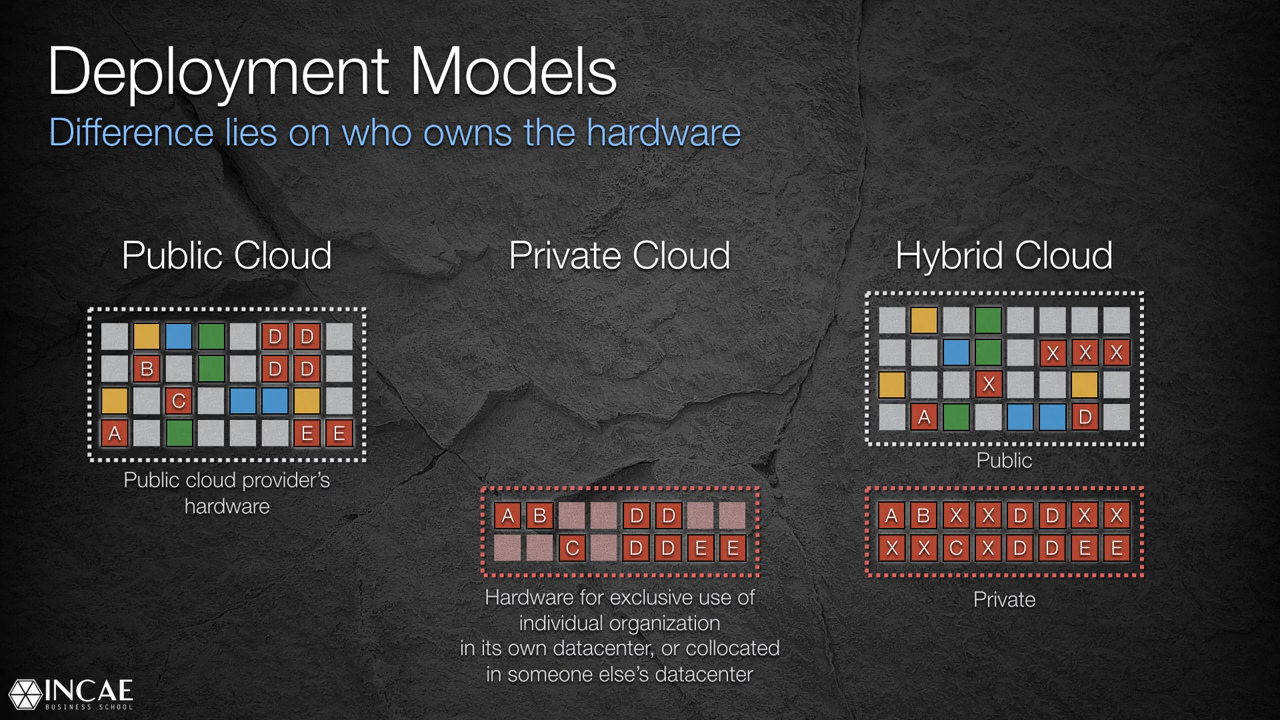 Deployment Models
Difference lies on who owns the hardware
Public Cloud
D D
B D D
C
A E E
Public cloud provider's
hardware
Private Cloud
A B D D
C D D E E
Hardware for exclusive use of
individual organization
in its own datacenter, or collocated
in someone else's datacenter
Hybrid Cloud
X X X
X
A D
Public
A B X X D D X X
X X C X D D E E
Private
INCAE
BUSINESS SCHOOL